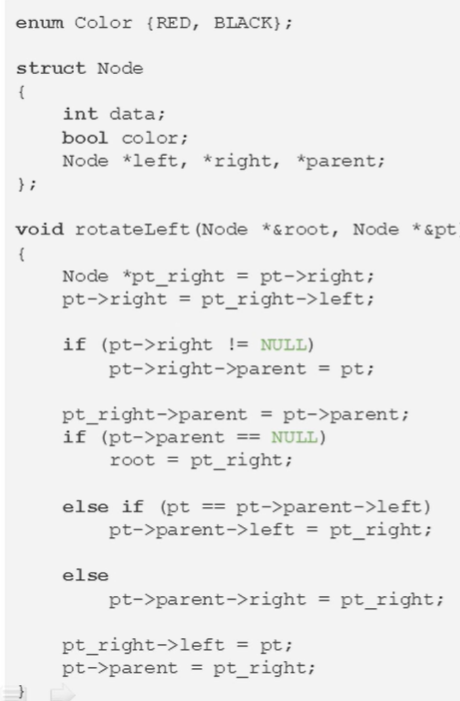 enum Color {RED, BLACK};
struct Node
{
    int data;
    bool color;
    Node *left, *right, *parent;
};
void rotateLeft(Node *&root, Node *&pt
{
    Node *pt_right = pt->right;
    pt->right = pt_right->left;
    if (pt->right != NULL)
        pt->right->parent = pt;
    pt_right->parent = pt->parent;
    if (pt->parent == NULL)
        root = pt_right;
    else if (pt == pt->parent->left)
        pt->parent->left = pt_right;
    else
        pt->parent->right = pt_right;
    pt_right->left = pt;
    pt->parent = pt_right;
}